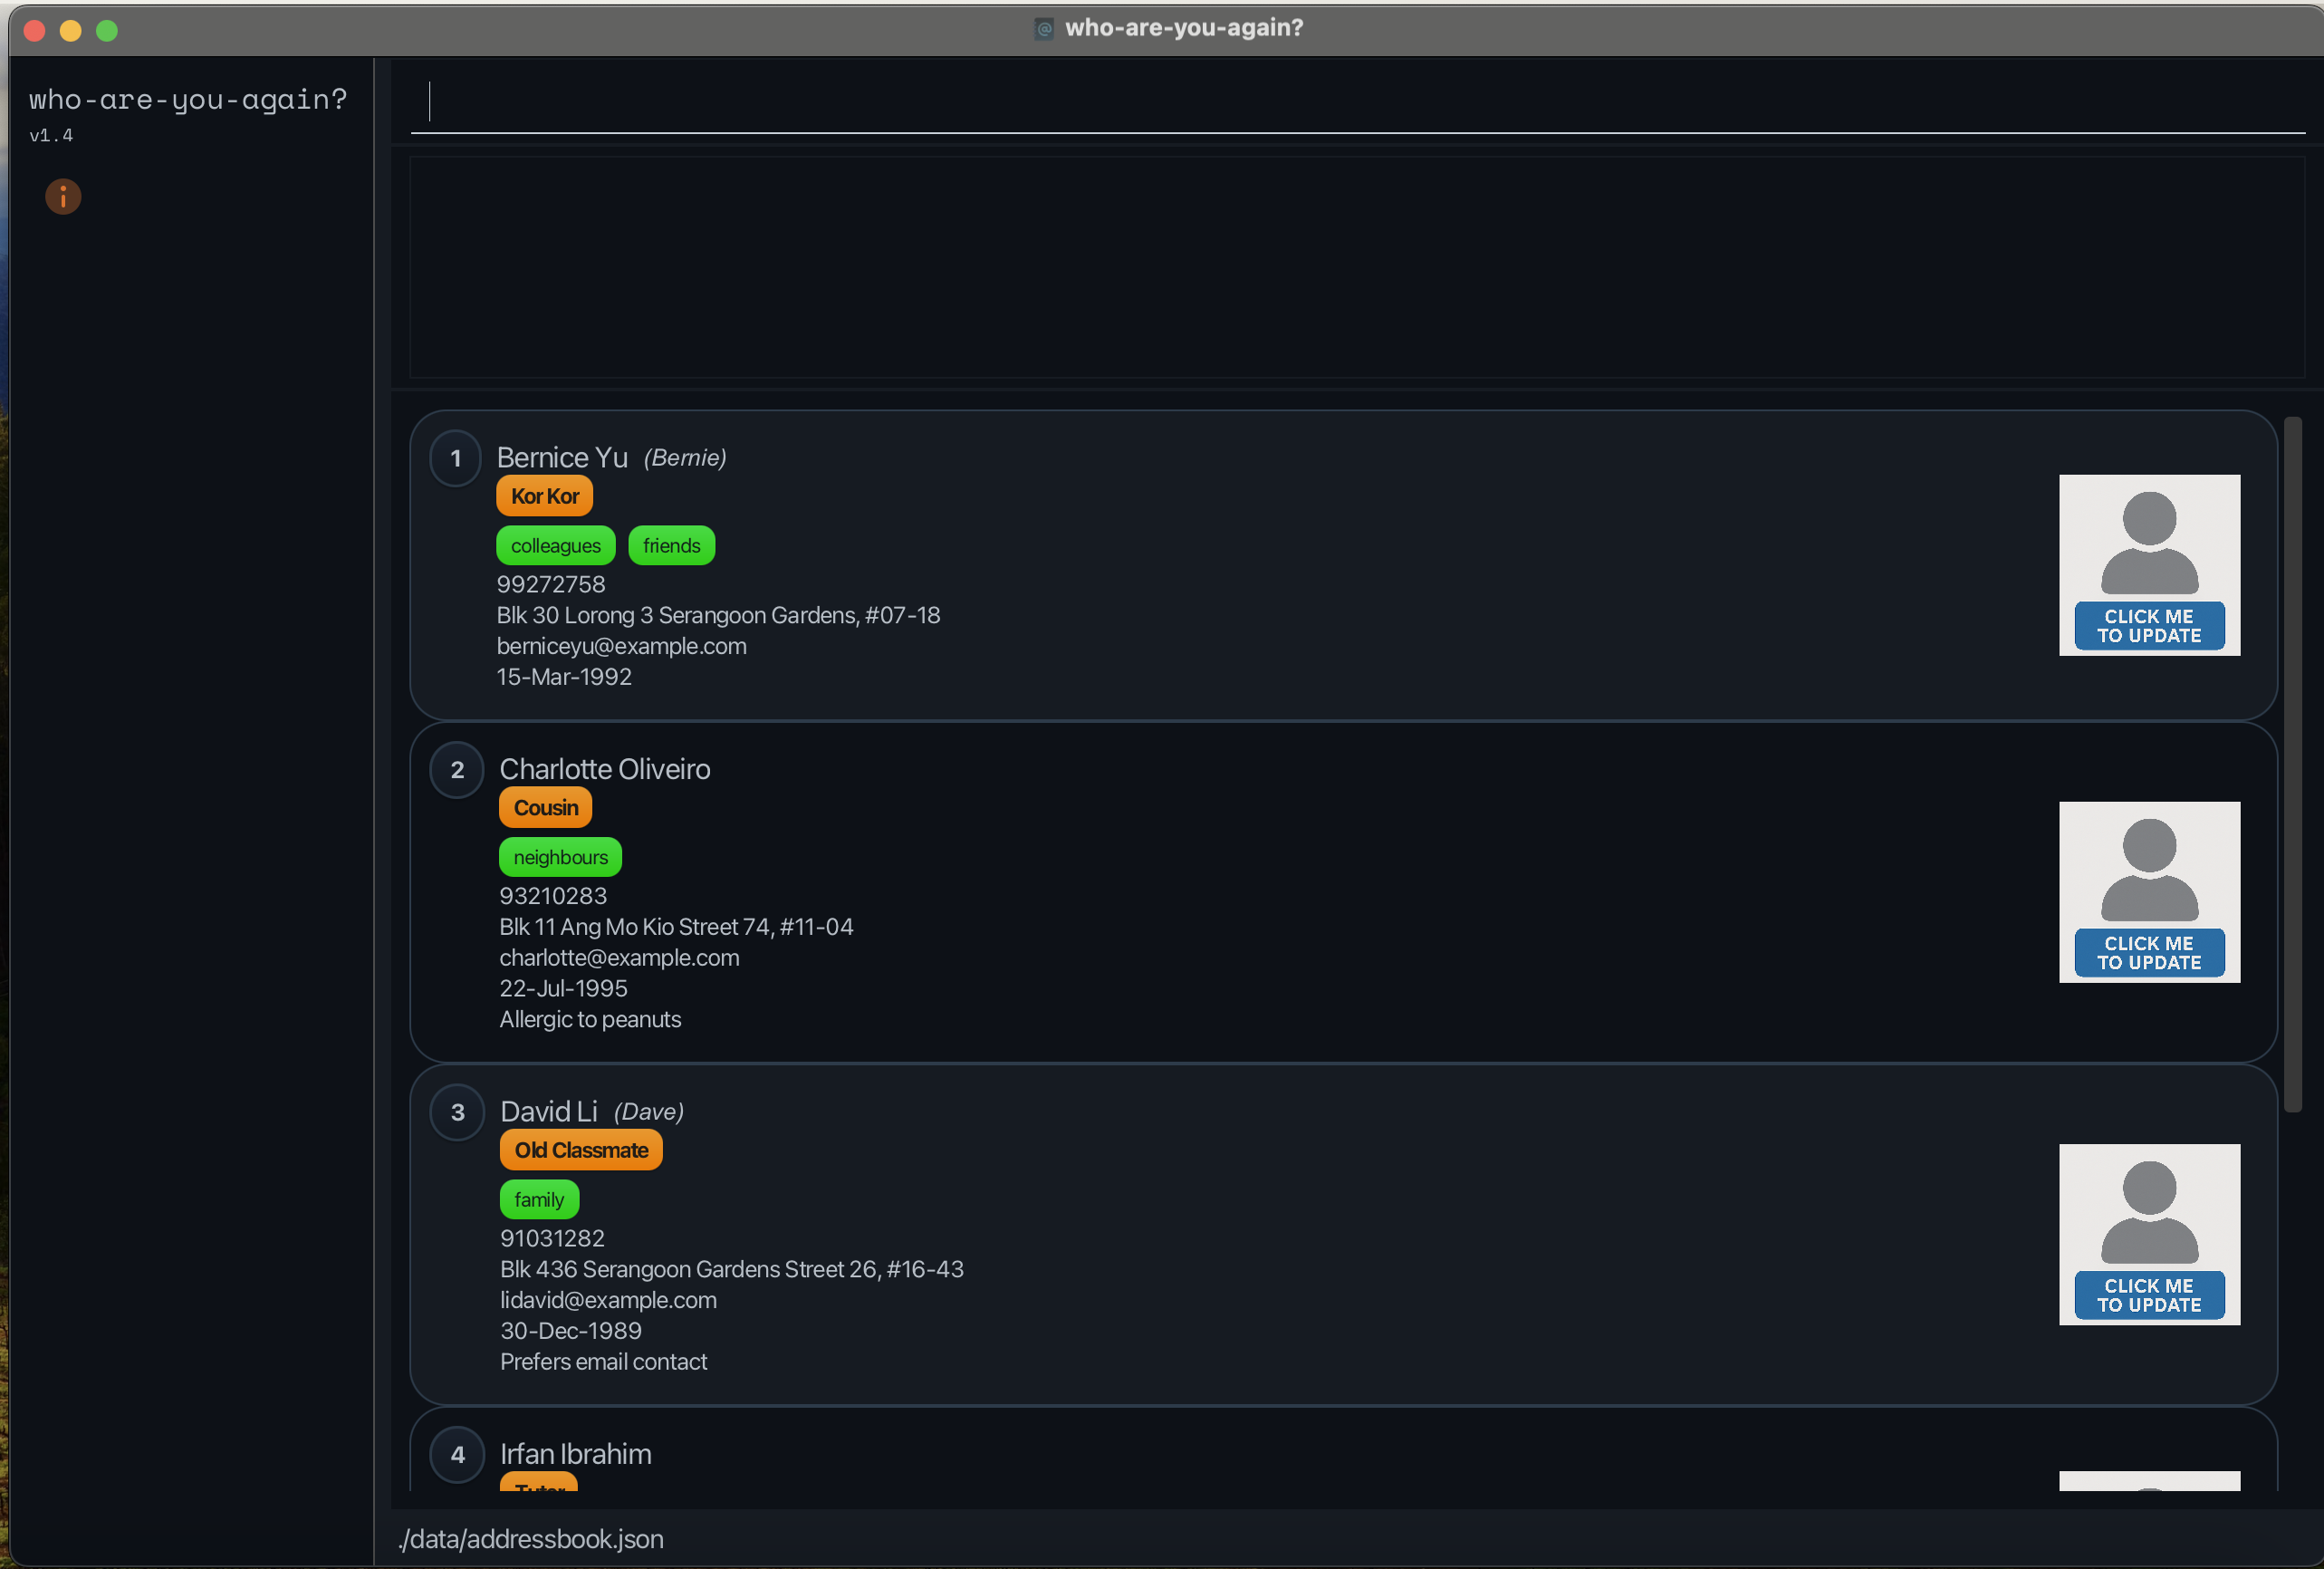 who-are-you-again?
who-are-you-again?
v1.4
1
Bernice Yu (Bernie)
Kor Kor
colleagues friends
99272758
Blk 30 Lorong 3 Serangoon Gardens, #07-18
berniceyu@example.com
15-Mar-1992
CLICK ME
TO UPDATE
2
Charlotte Oliveiro
Cousin
neighbours
93210283
Blk 11 Ang Mo Kio Street 74, #11-04
charlotte@example.com
22-Jul-1995
Allergic to peanuts
CLICK ME
TO UPDATE
3
David Li (Dave)
Old Classmate
family
91031282
Blk 436 Serangoon Gardens Street 26, #16-43
lidavid@example.com
30-Dec-1989
Prefers email contact
CLICK ME
TO UPDATE
4
Irfan Ibrahim
Tutor
./data/addressbook.json